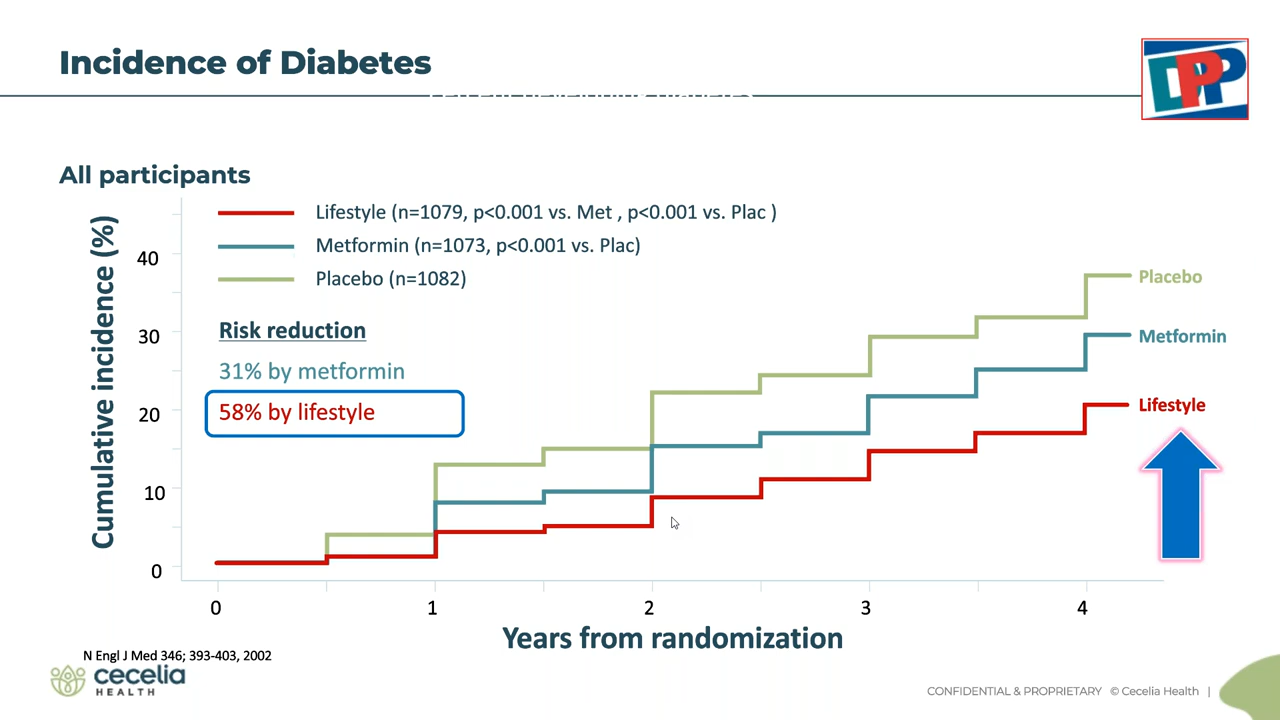 Incidence of Diabetes
DPP
All participants
Lifestyle (n=1079, p<0.001 vs. Met , p<0.001 vs. Plac )
Metformin (n=1073, p<0.001 vs. Plac)
Placebo (n=1082)
Risk reduction
31% by metformin
58% by lifestyle
Cumulative incidence (%)
40
30
20
10
0
Placebo
Metformin
Lifestyle
0 1 2 3 4
Years from randomization
N Engl J Med 346; 393-403, 2002
cecelia
HEALTH
CONFIDENTIAL & PROPRIETARY © Cecelia Health |